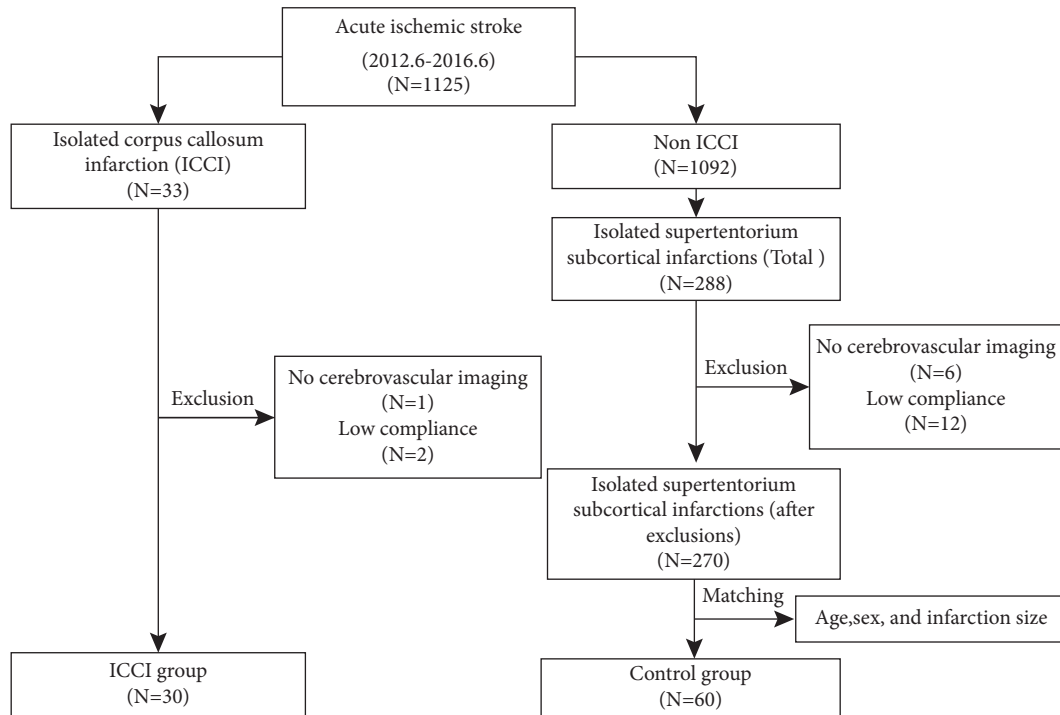 Acute ischemic stroke
(2012.6-2016.6)
(N=1125)
Isolated corpus callosum
infarction (ICCI)
(N=33)
Non ICCI
(N=1092)
Isolated supertentorium
subcortical infarctions (Total )
(N=288)
Exclusion
No cerebrovascular imaging
(N=1)
Low compliance
(N=2)
Exclusion
No cerebrovascular imaging
(N=6)
Low compliance
(N=12)
Isolated supertentorium
subcortical infarctions (after
exclusions)
(N=270)
Matching
Age,sex, and infarction size
ICCI group
(N=30)
Control group
(N=60)